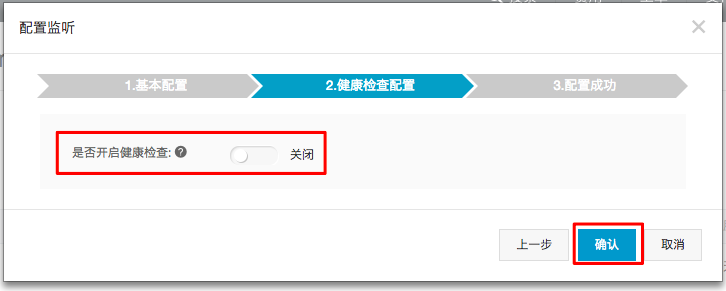 配置监听
1.基本配置
2.健康检查配置
3.配置成功
是否开启健康检查:
关闭
上一步
确认
取消